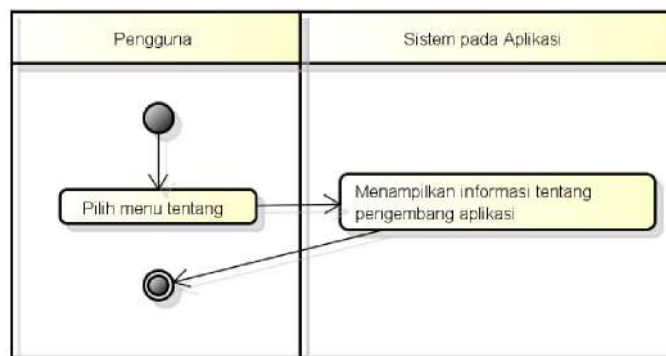 Pengguna
Sistem pada Aplikasi
Pilih menu tentang
Menampilkan informasi tentang
pengembang aplikasi